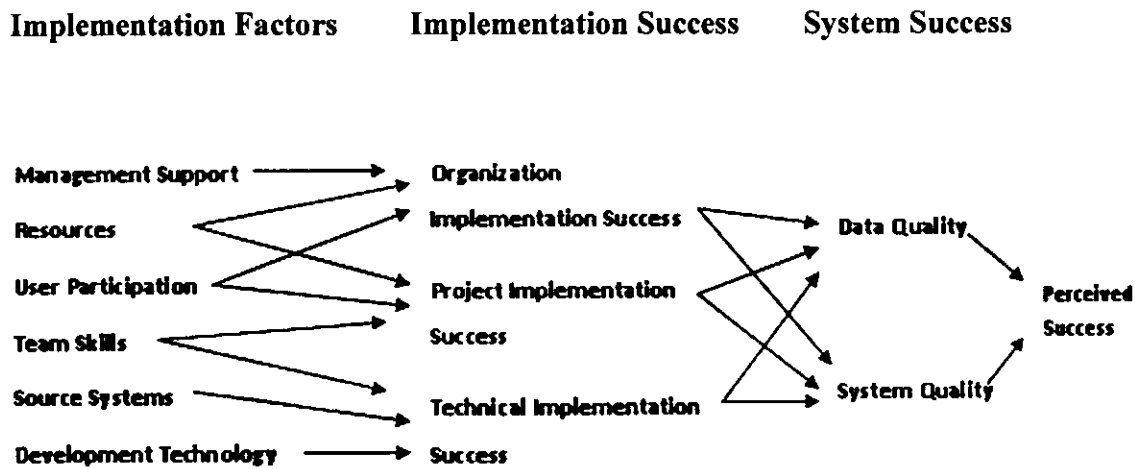 Implementation Factors
Implementation Success
System Success
Management Support
Resources
User Participation
Team Skills
Source Systems
Development Technology
Organization
Implementation Success
Project Implementation
Success
Technical Implementation
Success
Data Quality
System Quality
Perceived
Success